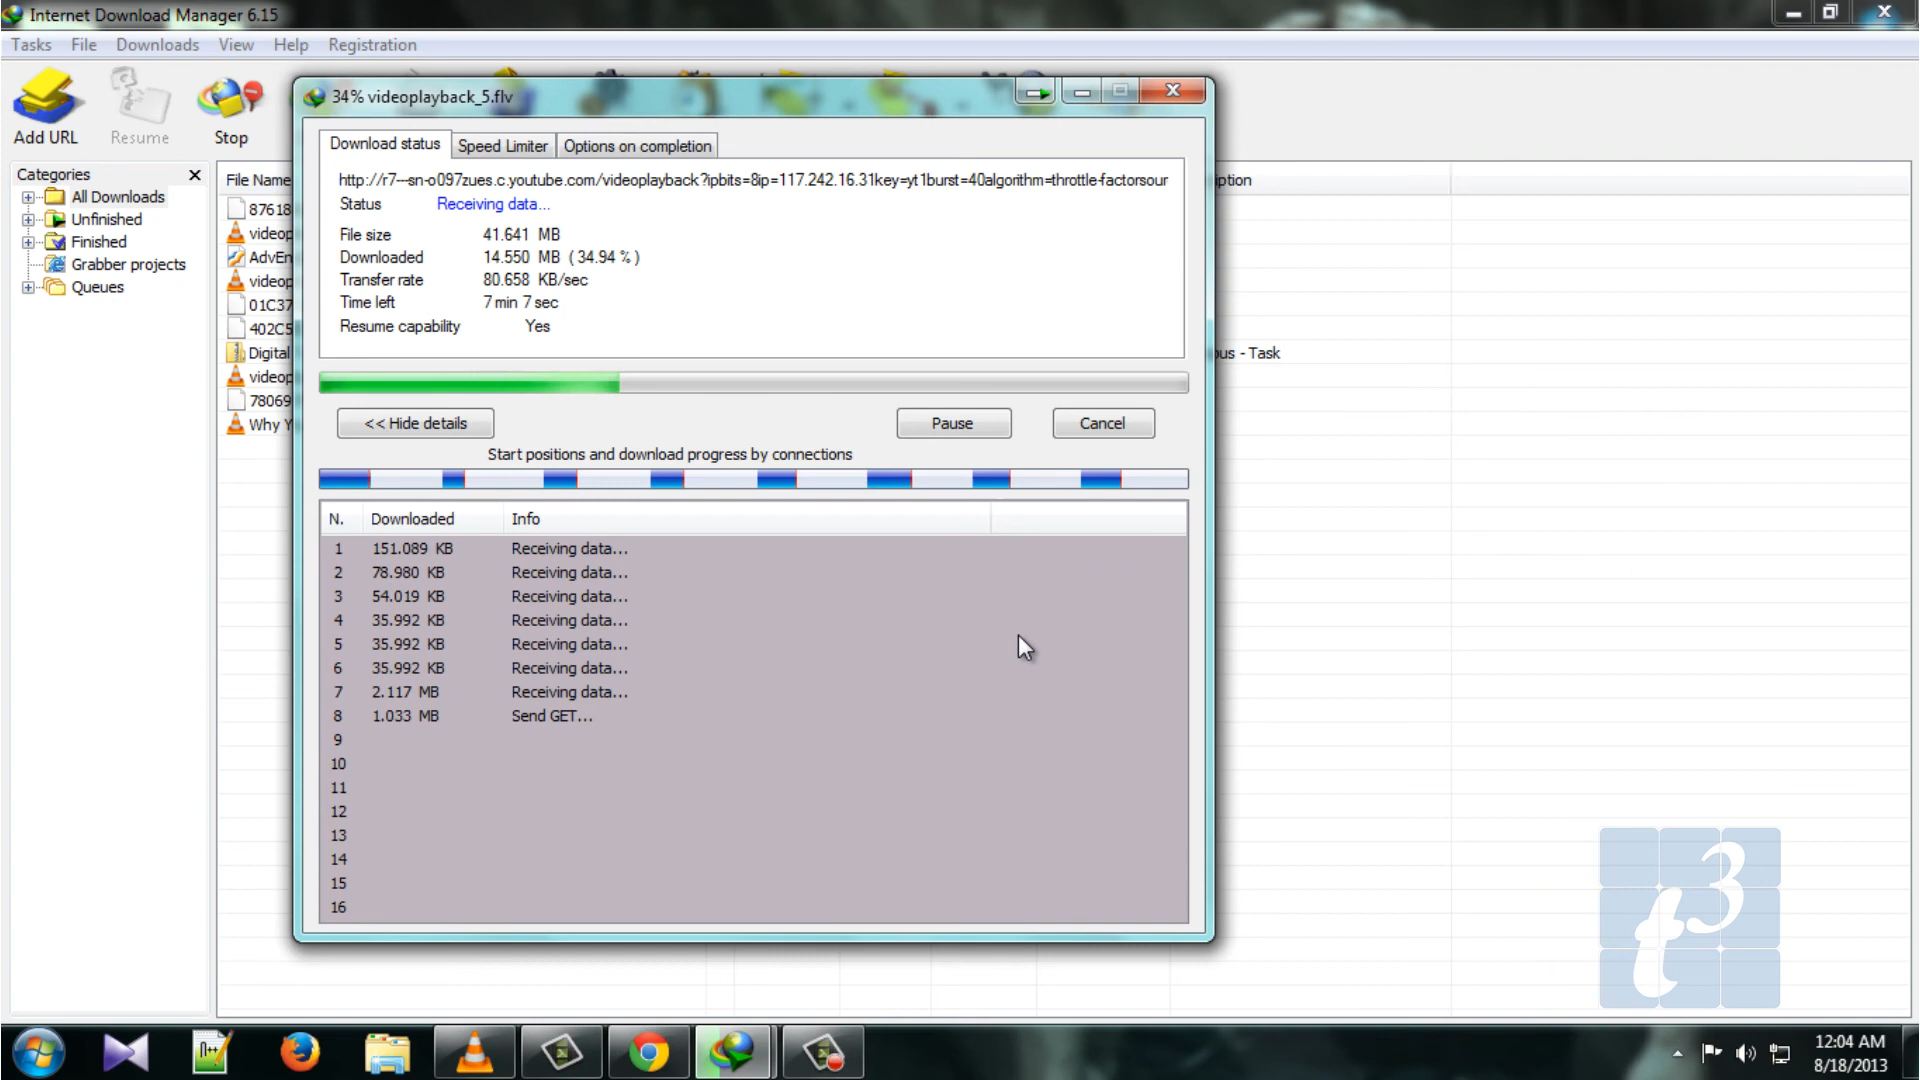 Internet Download Manager 6.15
Tasks File Downloads View Help Registration
Add URL Resume Stop
34% videoplayback_5.flv
Download status Speed Limiter Options on completion
http://r7---sn-o097zues.c.youtube.com/videoplayback?ipbits=8ip=117.242.16.31key=yt1burst=40algorithm=throttle-factorsour
Status Receiving data...
File size 41.641 MB
Downloaded 14.550 MB ( 34.94 % )
Transfer rate 80.658 KB/sec
Time left 7 min 7 sec
Resume capability Yes
<< Hide details Pause Cancel
Start positions and download progress by connections
N. Downloaded Info
1 151.089 KB Receiving data...
2 78.980 KB Receiving data...
3 54.019 KB Receiving data...
4 35.992 KB Receiving data...
5 35.992 KB Receiving data...
6 35.992 KB Receiving data...
7 2.117 MB Receiving data...
8 1.033 MB Send GET...
9
10
11
12
13
14
15
16
Categories
All Downloads
Unfinished
Finished
Grabber projects
Queues
File Name
87618
videop
AdvEn
videop
01C37
402C5
Digital
videop
78069
Why Y
ption
ous - Task
t3
12:04 AM
8/18/2013